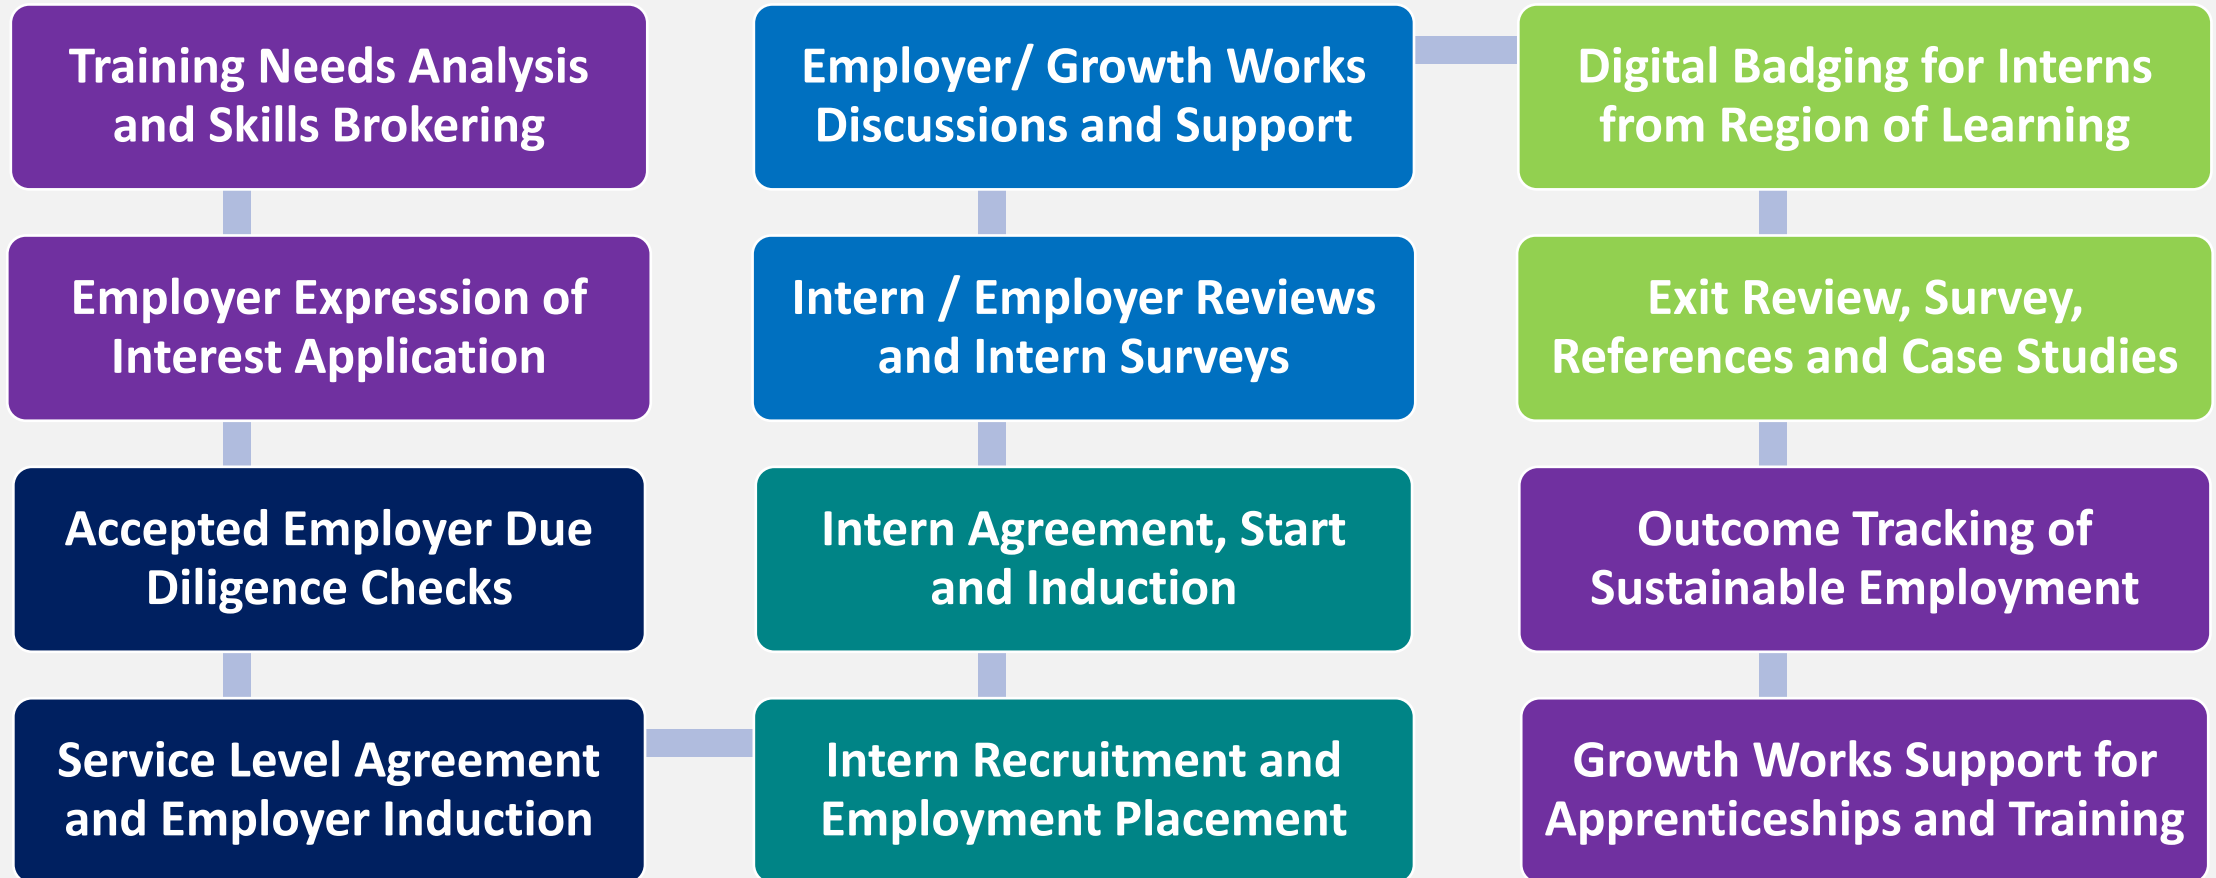 Training Needs Analysis
and Skills Brokering
Employer Expression of
Interest Application
Accepted Employer Due
Diligence Checks
Service Level Agreement
and Employer Induction
Intern Recruitment and
Employment Placement
Intern Agreement, Start
and Induction
Intern / Employer Reviews
and Intern Surveys
Employer/ Growth Works
Discussions and Support
Digital Badging for Interns
from Region of Learning
Exit Review, Survey,
References and Case Studies
Outcome Tracking of
Sustainable Employment
Growth Works Support for
Apprenticeships and Training